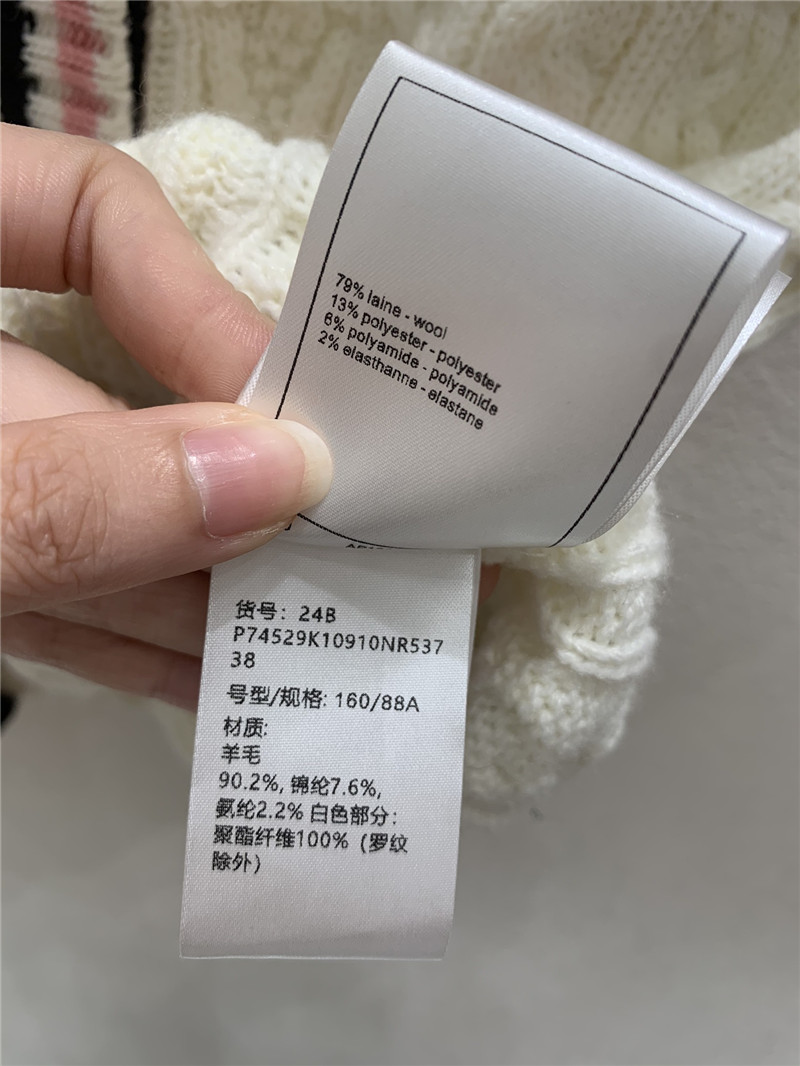 79% laine - wool
13% polyester - polyester
6% polyamide - polyamide
2% elasthanne - elastane
货号：24B
P74529K10910NR537
38
号型/规格: 160/88A
材质:
羊毛
90.2%, 锦纶7.6%,
氨纶2.2% 白色部分：
聚酯纤维100%（罗纹
除外）